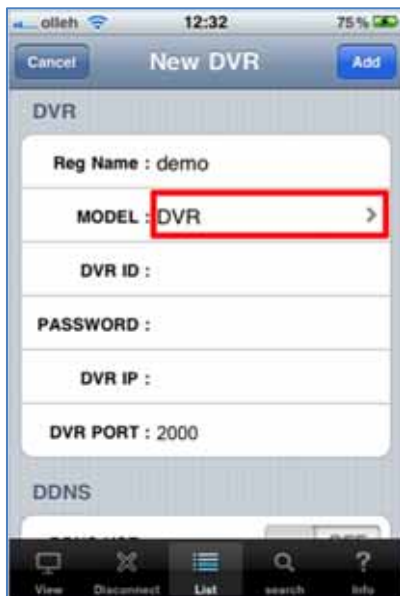 olleh 12:32 75%
Cancel New DVR Add
DVR
Reg Name : demo
MODEL : DVR
DVR ID :
PASSWORD :
DVR IP :
DVR PORT : 2000
DDNS
View Disconnect List search Info